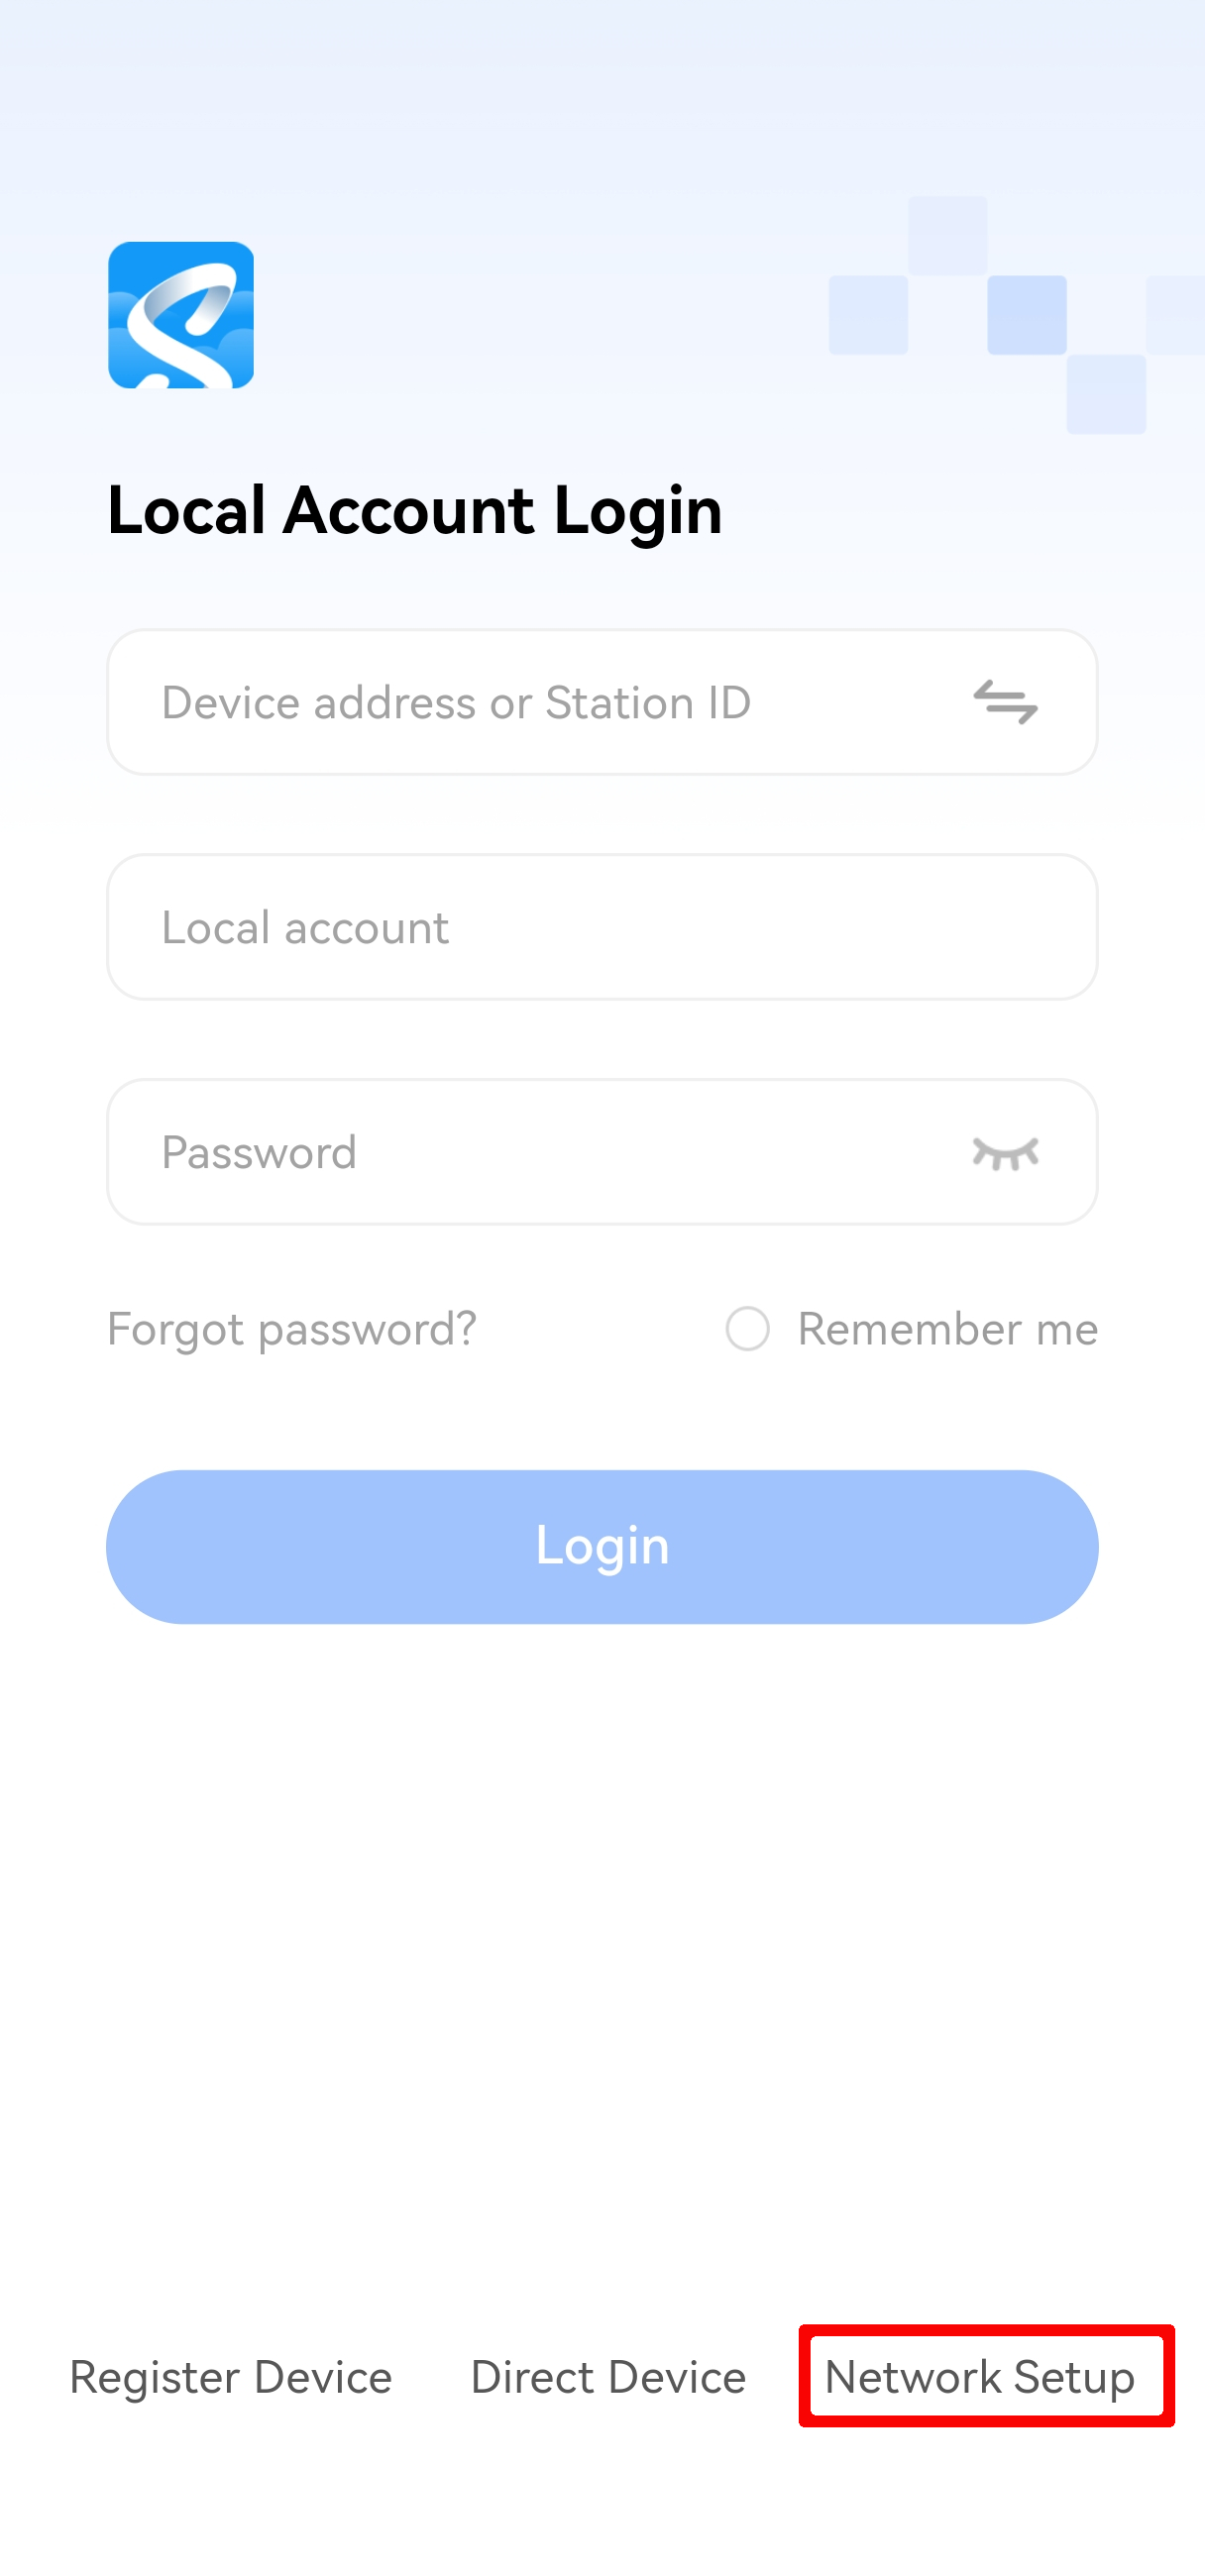 Local Account Login
Device address or Station ID
Local account
Password
Forgot password?
Remember me
Login
Register Device
Direct Device
Network Setup